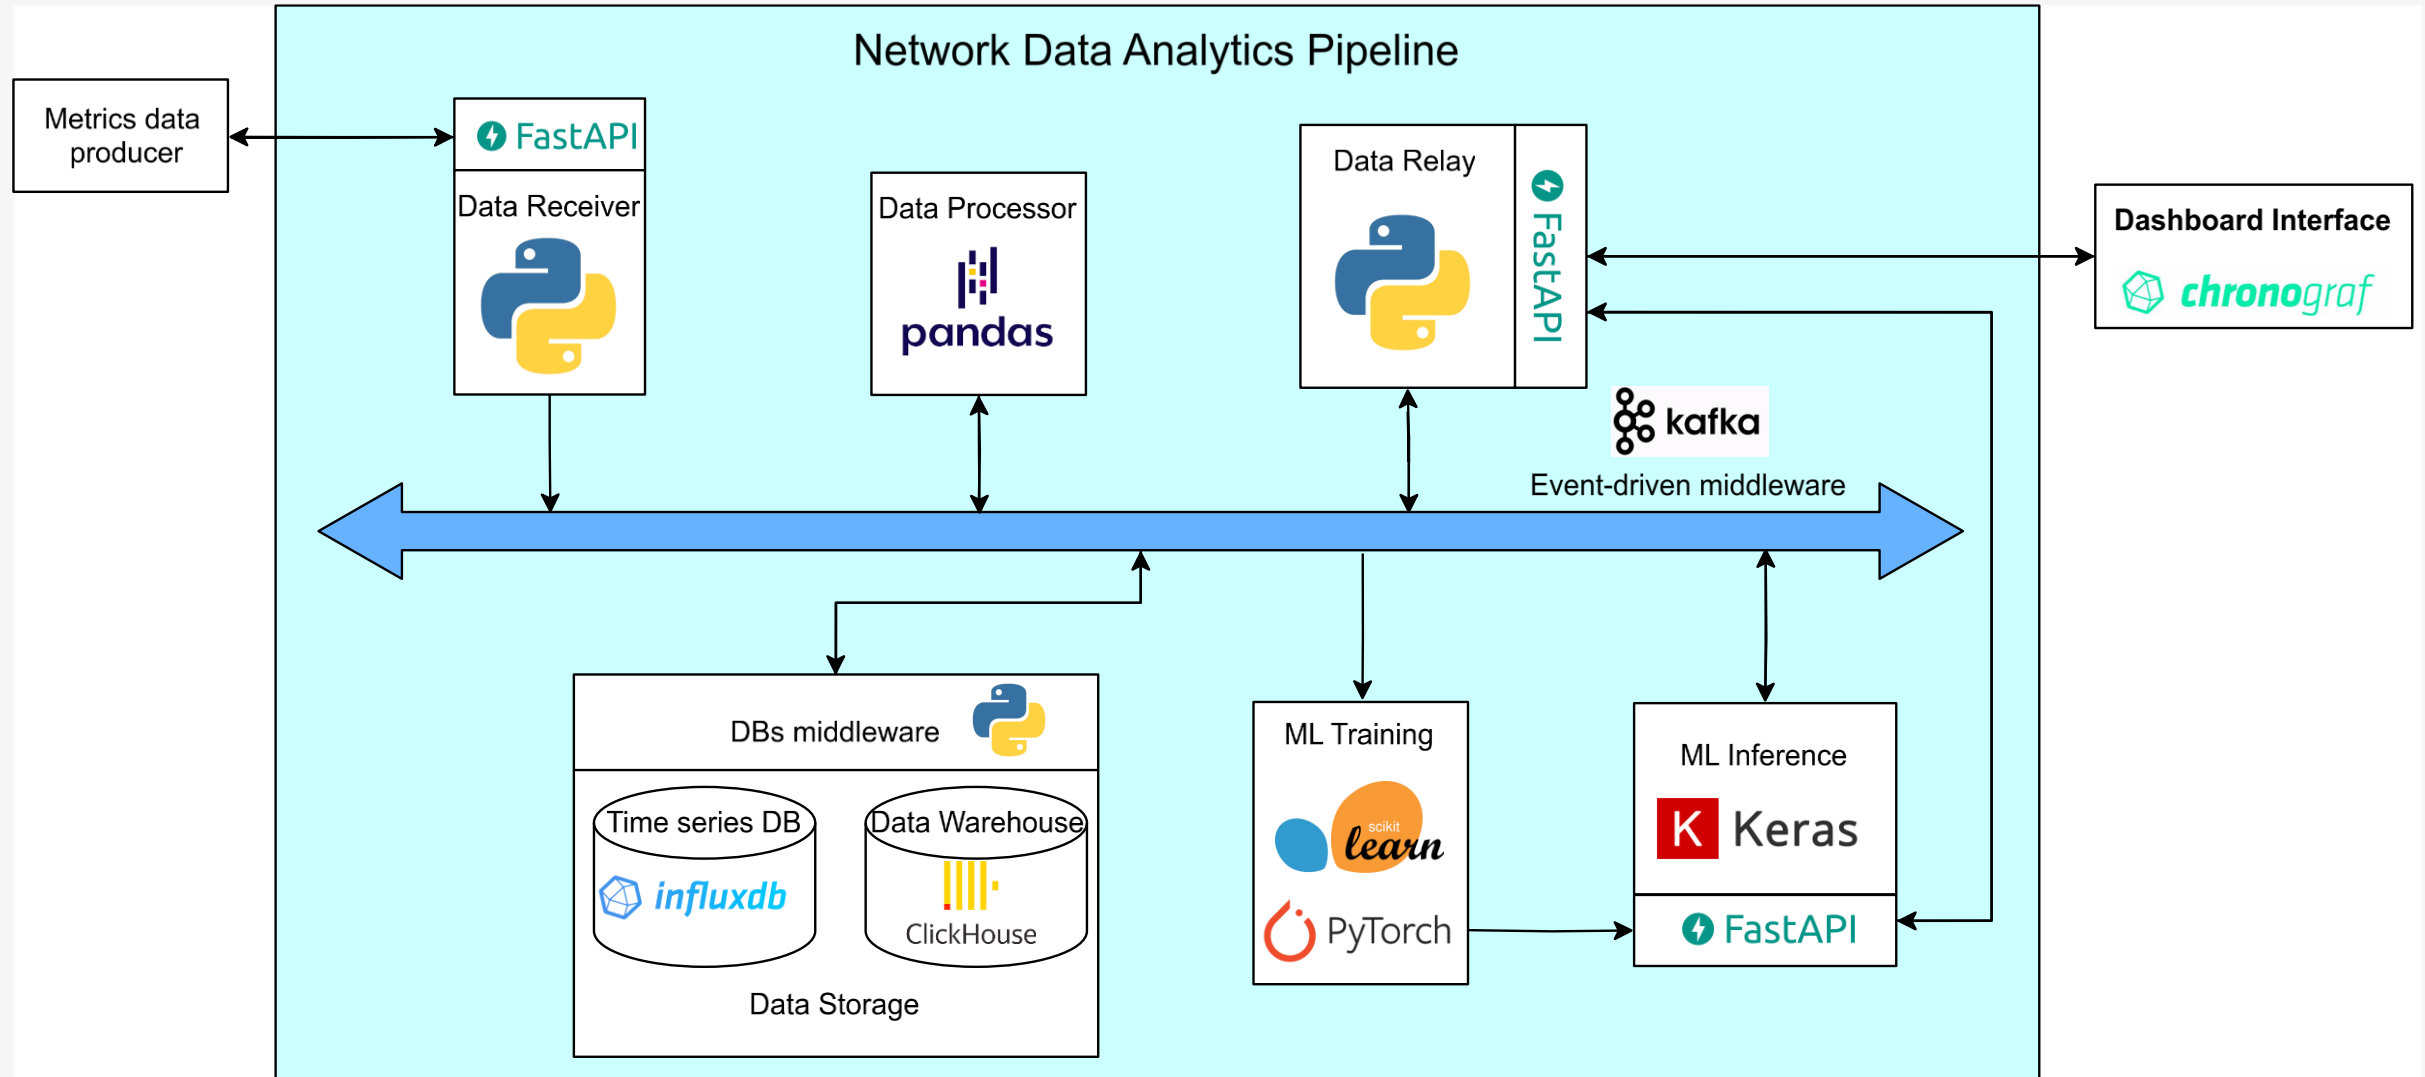 Network Data Analytics Pipeline
Metrics data
producer
FastAPI
Data Receiver
Data Processor
pandas
Data Relay
FastAPI
Dashboard Interface
chronograf
kafka
Event-driven middleware
DBs middleware
Time series DB
influxdb
Data Warehouse
ClickHouse
Data Storage
ML Training
scikit
learn
PyTorch
ML Inference
K Keras
FastAPI